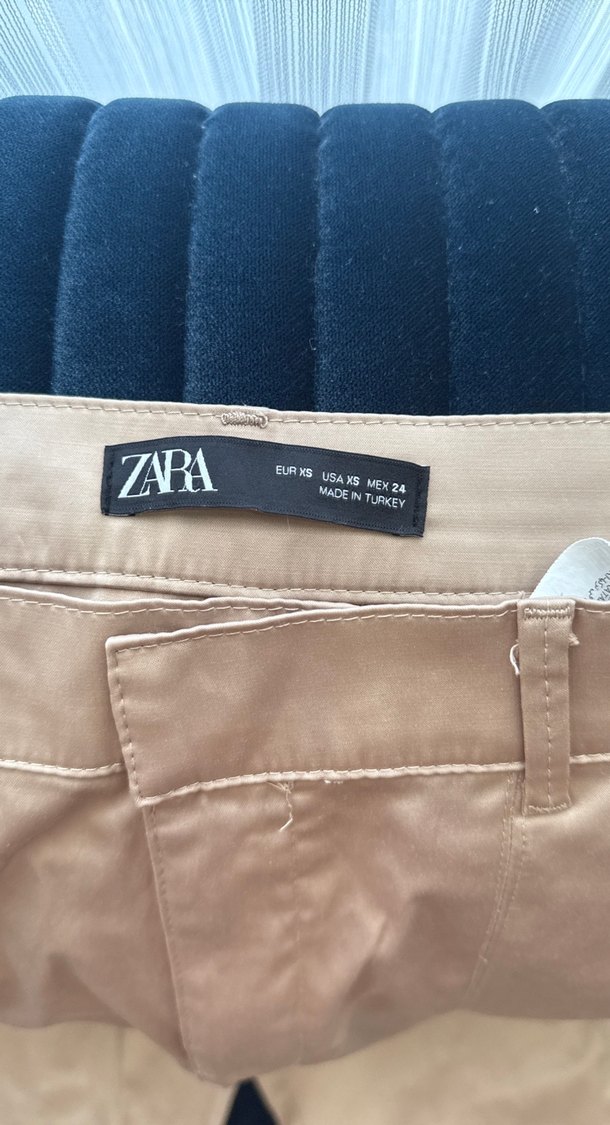 ZARA
EUR XS USA XS MEX 24
MADE IN TURKEY